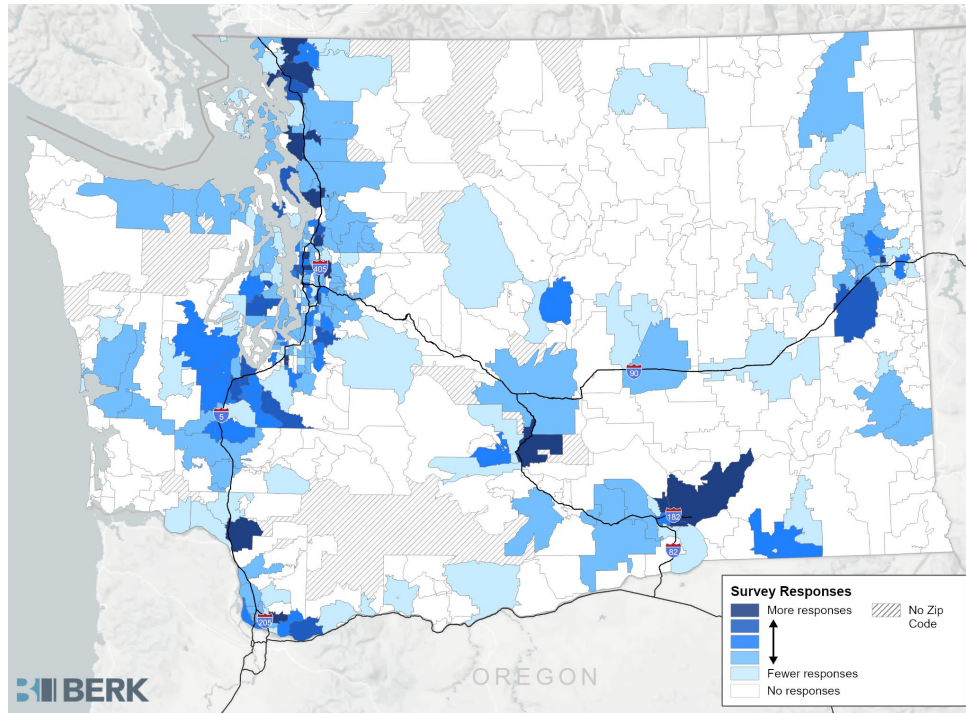 405
90
5
182
82
205
Survey Responses
More responses
Fewer responses
No responses
No Zip
Code
OREGON
BERK